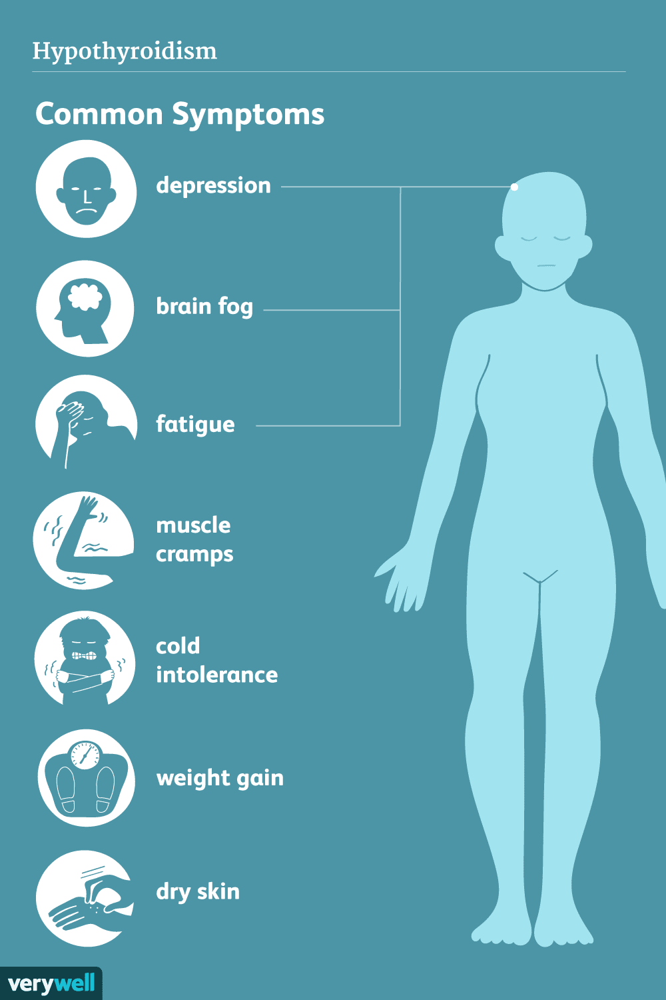 Hypothyroidism
Common Symptoms
depression
brain fog
fatigue
muscle
cramps
cold
intolerance
weight gain
dry skin
verywell